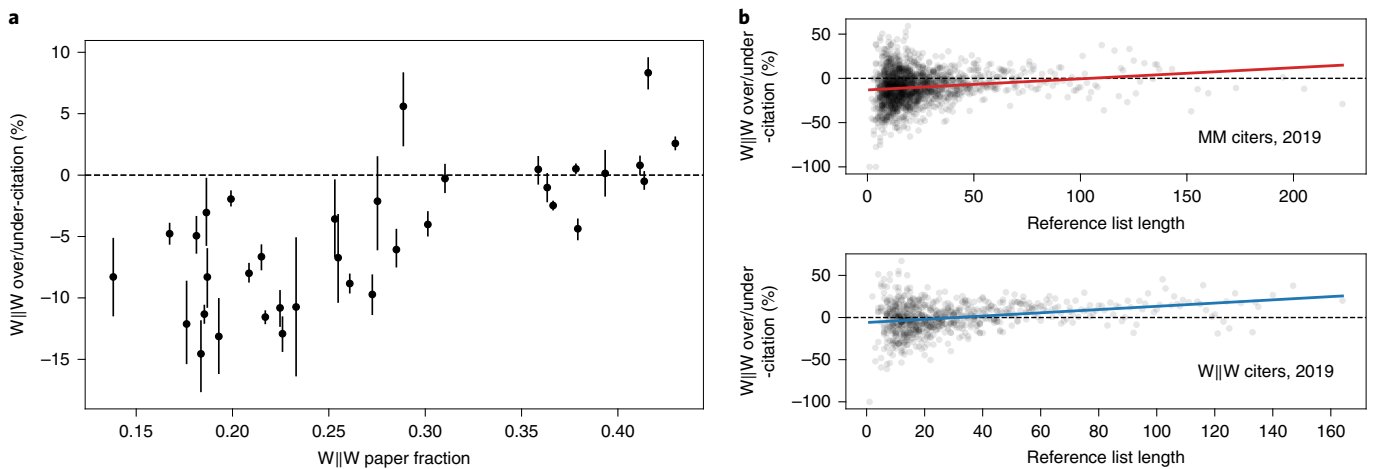 a
10
5
0
−5
−10
−15
W||W over/under-citation (%)
0.15
0.20
0.25
0.30
0.35
0.40
W||W paper fraction
b
50
0
−50
−100
W||W over/under
-citation (%)
MM citers, 2019
0
50
100
150
200
Reference list length
50
0
−50
−100
W||W over/under
-citation (%)
W||W citers, 2019
0
20
40
60
80
100
120
140
160
Reference list length